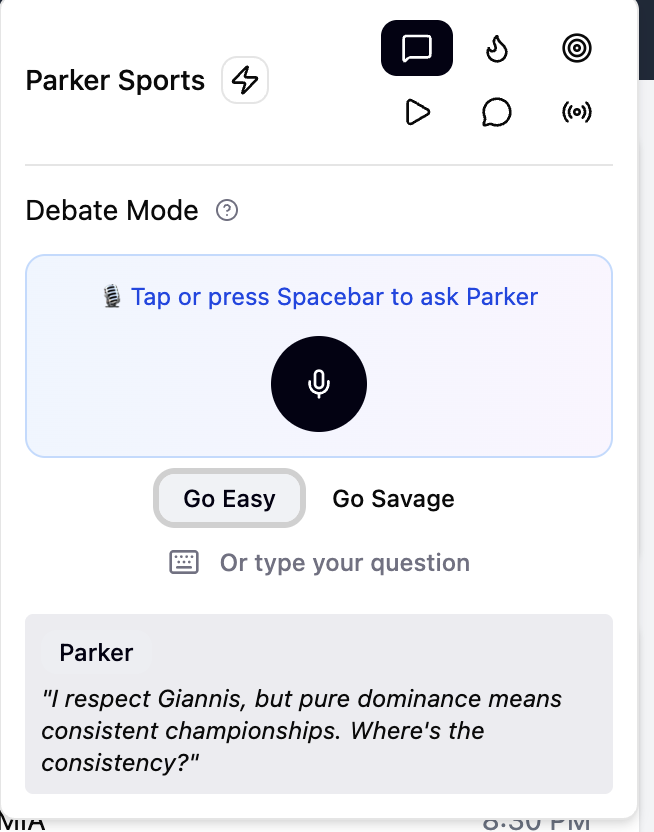 Parker Sports
Debate Mode
🎙️ Tap or press Spacebar to ask Parker
Go Easy Go Savage
Or type your question
Parker
"I respect Giannis, but pure dominance means
consistent championships. Where's the
consistency?"
MIA 8:30 PM